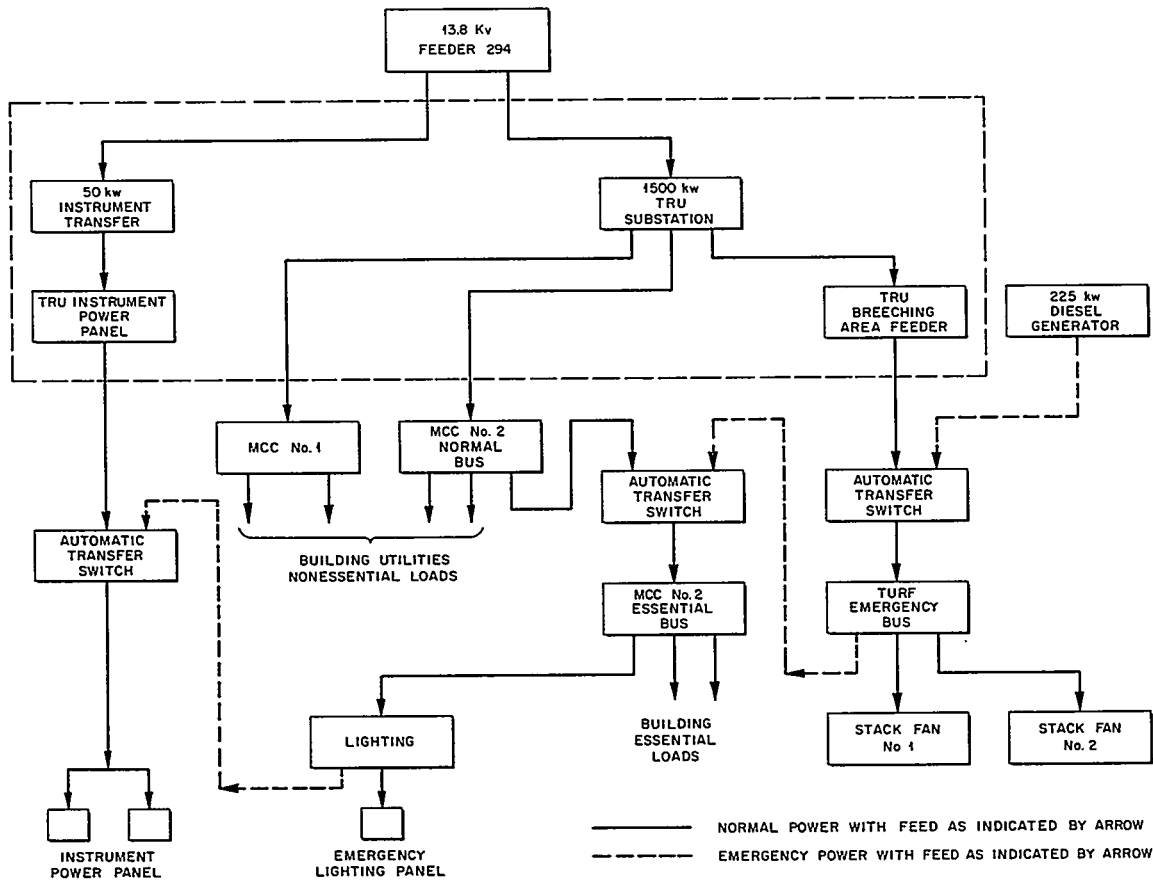 13.8 Kv
FEEDER 294
50 kw
INSTRUMENT
TRANSFER
1500 kw
TRU
SUBSTATION
TRU INSTRUMENT
POWER
PANEL
TRU
BREECHING
AREA FEEDER
225 kw
DIESEL
GENERATOR
MCC No. 1
MCC No. 2
NORMAL
BUS
AUTOMATIC
TRANSFER
SWITCH
AUTOMATIC
TRANSFER
SWITCH
AUTOMATIC
TRANSFER
SWITCH
BUILDING UTILITIES
NONESSENTIAL LOADS
MCC No. 2
ESSENTIAL
BUS
TURF
EMERGENCY
BUS
LIGHTING
BUILDING
ESSENTIAL
LOADS
STACK FAN
No 1
STACK FAN
No. 2
INSTRUMENT
POWER PANEL
EMERGENCY
LIGHTING PANEL
NORMAL POWER WITH FEED AS INDICATED BY ARROW
EMERGENCY POWER WITH FEED AS INDICATED BY ARROW